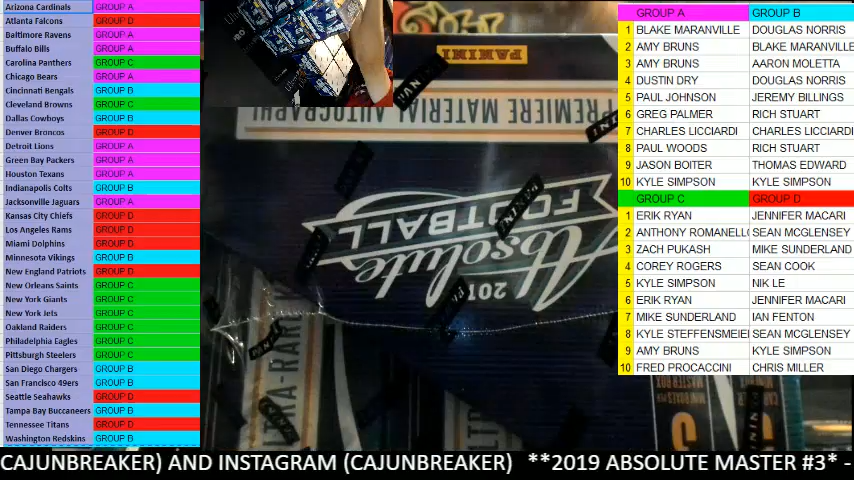 Arizona Cardinals GROUP A
Atlanta Falcons GROUP D
Baltimore Ravens GROUP A
Buffalo Bills GROUP A
Carolina Panthers GROUP C
Chicago Bears GROUP A
Cincinnati Bengals GROUP B
Cleveland Browns GROUP C
Dallas Cowboys GROUP B
Denver Broncos GROUP D
Detroit Lions GROUP A
Green Bay Packers GROUP A
Houston Texans GROUP A
Indianapolis Colts GROUP B
Jacksonville Jaguars GROUP A
Kansas City Chiefs GROUP D
Los Angeles Rams GROUP D
Miami Dolphins GROUP D
Minnesota Vikings GROUP B
New England Patriots GROUP D
New Orleans Saints GROUP C
New York Giants GROUP C
New York Jets GROUP C
Oakland Raiders GROUP C
Philadelphia Eagles GROUP C
Pittsburgh Steelers GROUP C
San Diego Chargers GROUP B
San Francisco 49ers GROUP B
Seattle Seahawks GROUP D
Tampa Bay Buccaneers GROUP B
Tennessee Titans GROUP D
Washington Redskins GROUP B
PANINI
PREMIERE MATERIAL AUTOGRAPH
Absolute
FOOTBALL
GROUP A GROUP B
1 BLAKE MARANVILLE DOUGLAS NORRIS
2 AMY BRUNS BLAKE MARANVILLE
3 AMY BRUNS AARON MOLETTA
4 DUSTIN DRY DOUGLAS NORRIS
5 PAUL JOHNSON JEREMY BILLINGS
6 GREG PALMER RICH STUART
7 CHARLES LICCIARDI CHARLES LICCIARDI
8 PAUL WOODS RICH STUART
9 JASON BOITER THOMAS EDWARD
10 KYLE SIMPSON KYLE SIMPSON
GROUP C GROUP D
1 ERIK RYAN JENNIFER MACARI
2 ANTHONY ROMANELLO SEAN MCGLENSEY
3 ZACH PUKASH MIKE SUNDERLAND
4 COREY ROGERS SEAN COOK
5 KYLE SIMPSON NIK LE
6 ERIK RYAN JENNIFER MACARI
7 MIKE SUNDERLAND IAN FENTON
8 KYLE STEFFENSMEIE SEAN MCGLENSEY
9 AMY BRUNS KYLE SIMPSON
10 FRED PROCACCINI CHRIS MILLER
CAJUNBREAKER) AND INSTAGRAM (CAJUNBREAKER) **2019 ABSOLUTE MASTER #3* -